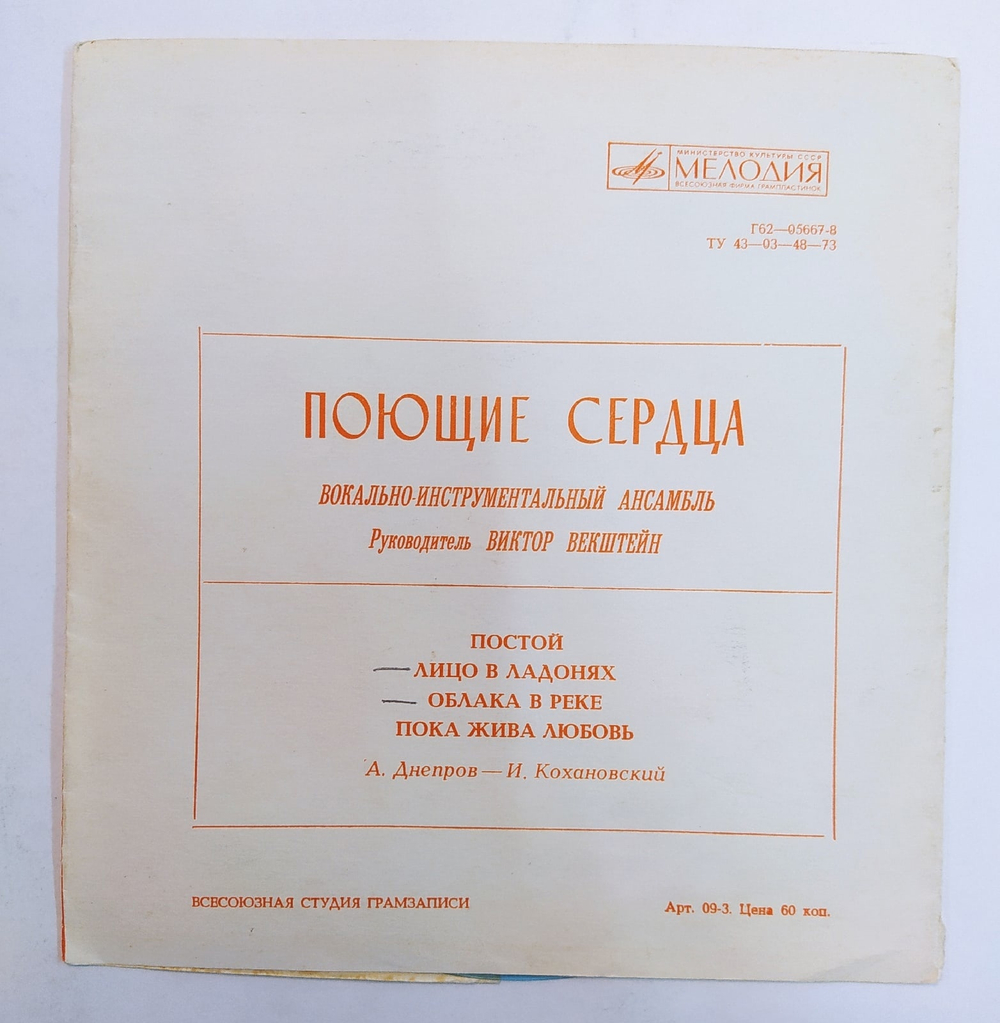 МИНИСТЕРСТВО КУЛЬТУРЫ СССР
МЕЛОДИЯ
ВСЕСОЮЗНАЯ ФИРМА ГРАМПЛАСТИНОК
Г62—05667-8
ТУ 43—03—48—73
ПОЮЩИЕ СЕРДЦА
ВОКАЛЬНО-ИНСТРУМЕНТАЛЬНЫЙ АНСАМБЛЬ
Руководитель ВИКТОР ВЕКШТЕЙН
ПОСТОЙ
—ЛИЦО В ЛАДОНЯХ
— ОБЛАКА В РЕКЕ
ПОКА ЖИВА ЛЮБОВЬ
А. Днепров — И. Кохановский
ВСЕСОЮЗНАЯ СТУДИЯ ГРАМЗАПИСИ
Арт. 09-3. Цена 60 коп.